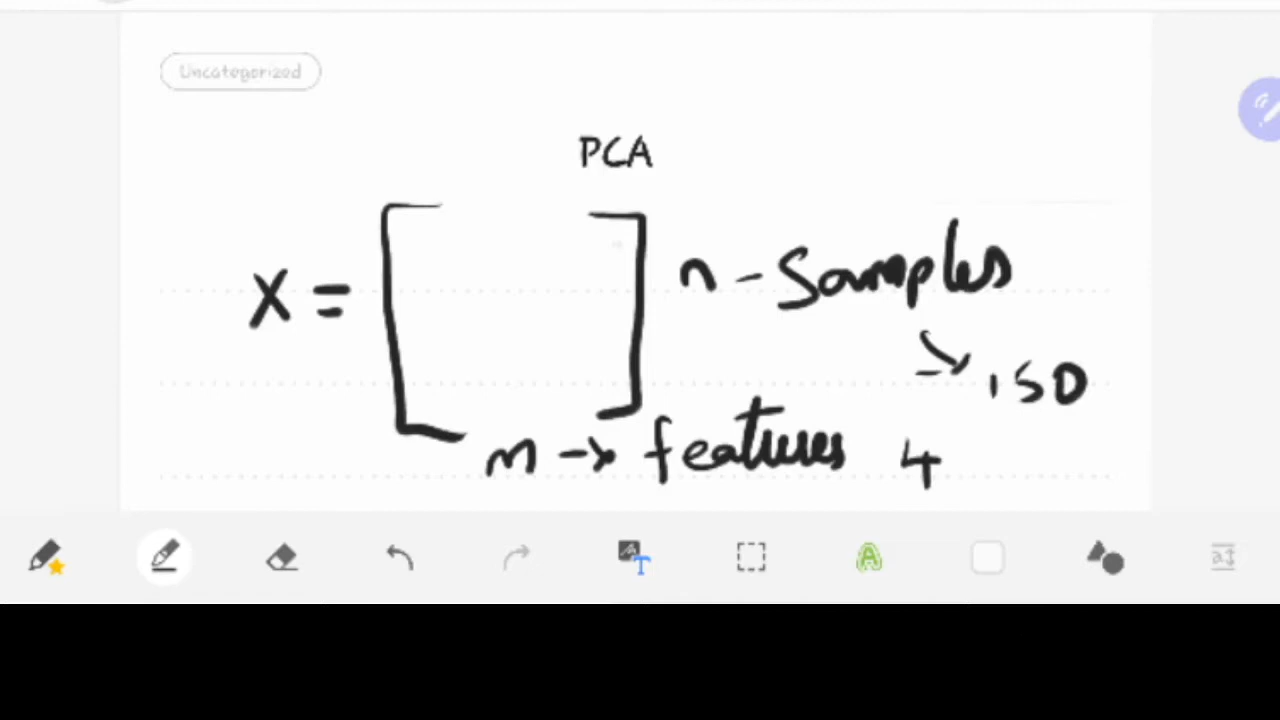 Uncategorized
PCA
X = [ ] n - Samples
↘ 150
m → features 4